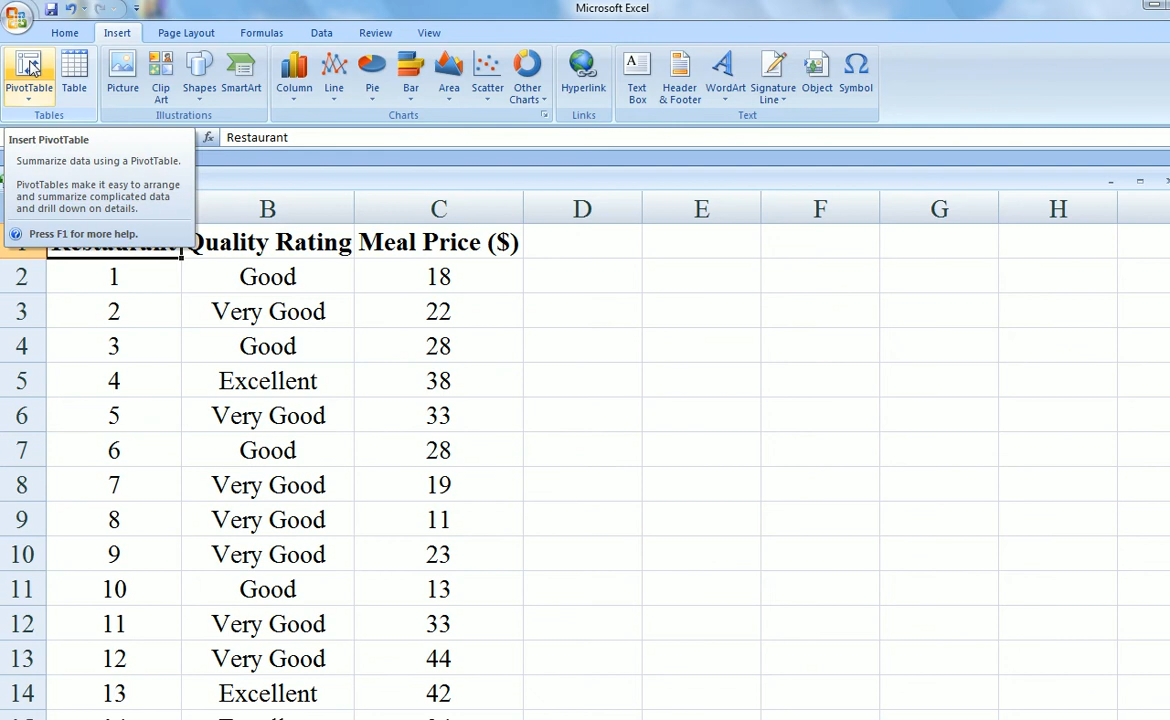 Microsoft Excel
Home Insert Page Layout Formulas Data Review View
PivotTable Table Picture Clip Art Shapes SmartArt Column Line Pie Bar Area Scatter Other Charts Hyperlink Text Box Header & Footer WordArt Signature Line Object Symbol
Tables Illustrations Charts Links Text
fx Restaurant
Insert PivotTable
Summarize data using a PivotTable.
PivotTables make it easy to arrange
and summarize complicated data
and drill down on details.
Press F1 for more help.
B C D E F G H
1 Restaurant Quality Rating Meal Price ($)
2 1 Good 18
3 2 Very Good 22
4 3 Good 28
5 4 Excellent 38
6 5 Very Good 33
7 6 Good 28
8 7 Very Good 19
9 8 Very Good 11
10 9 Very Good 23
11 10 Good 13
12 11 Very Good 33
13 12 Very Good 44
14 13 Excellent 42